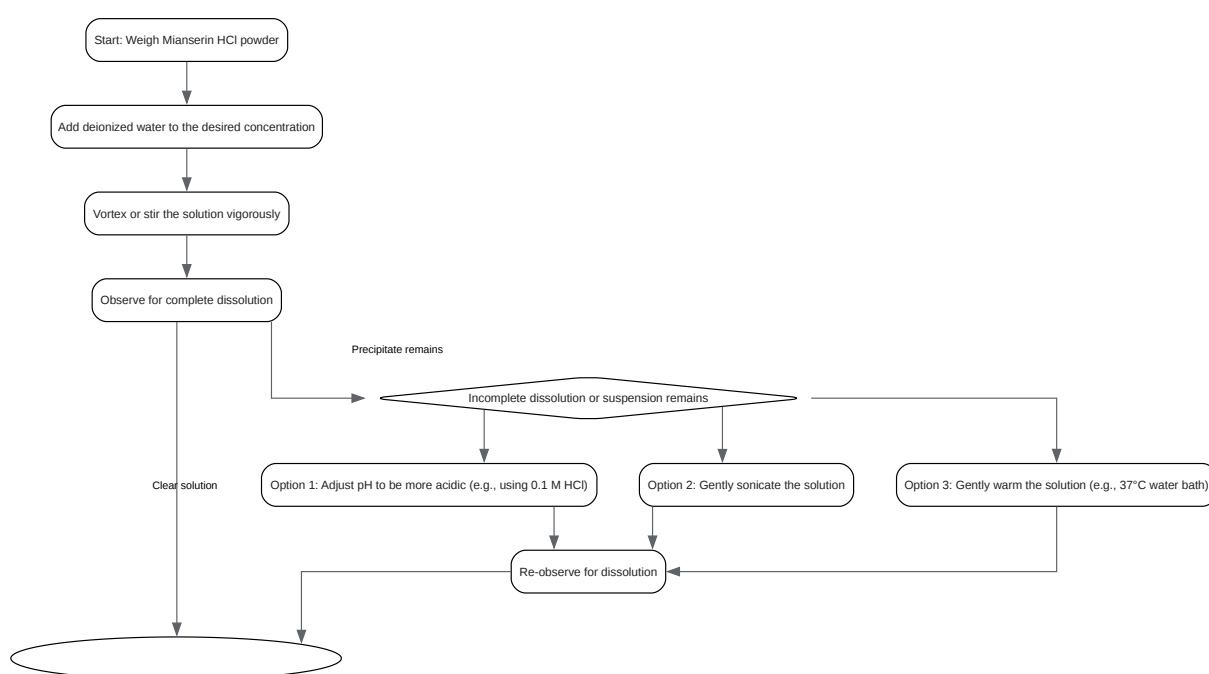 Start: Weigh Mianserin HCl powder
Add deionized water to the desired concentration
Vortex or stir the solution vigorously
Observe for complete dissolution
Precipitate remains
Incomplete dissolution or suspension remains
Clear solution
Option 1: Adjust pH to be more acidic (e.g., using 0.1 M HCl)
Option 2: Gently sonicate the solution
Option 3: Gently warm the solution (e.g., 37°C water bath)
Re-observe for dissolution